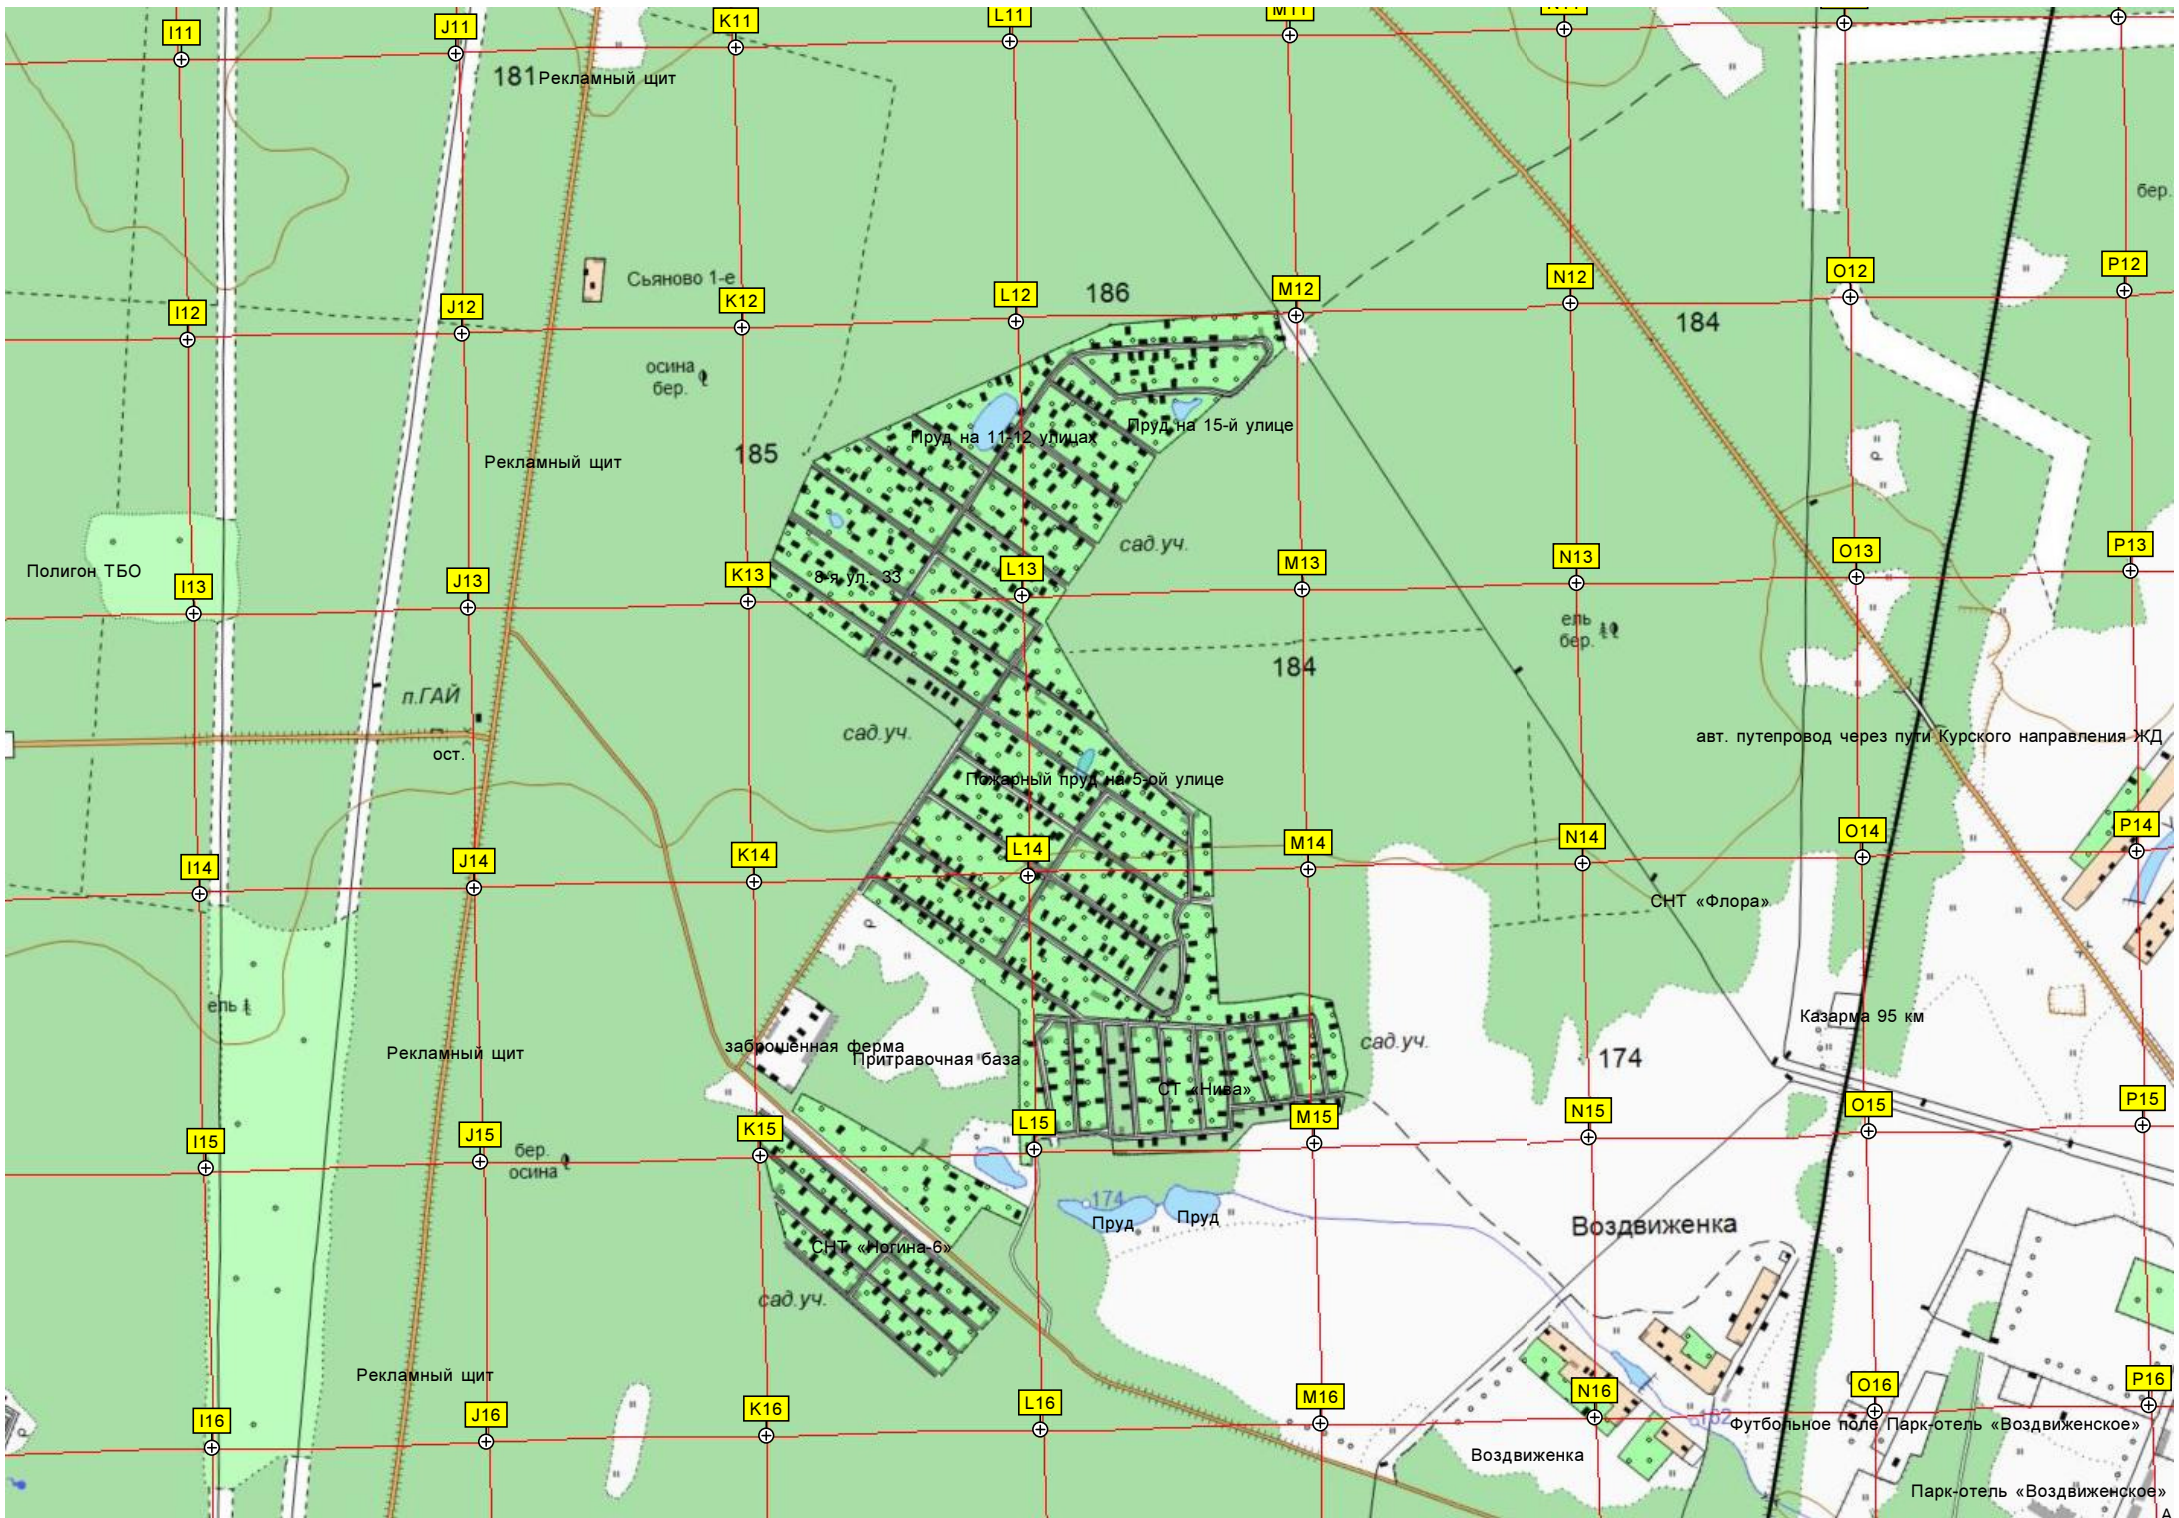 I11
J11
K11
L11
M11
181
Рекламный щит
бер.
Сьяново 1-е
I12
J12
K12
L12
186
M12
N12
184
O12
P12
осина
бер.
185
Рекламный щит
Пруд на 11-12 улицах
Пруд на 15-й улице
р
сад.уч.
Полигон ТБО
I13
J13
K13
8-я ул., 33
L13
M13
N13
O13
P13
ель
бер.
184
п.ГАЙ
ост.
сад.уч.
авт. путепровод через пути Курского направления ЖД
Пожарный пруд на 5-ой улице
I14
J14
K14
L14
M14
N14
O14
P14
СНТ «Флора»
р
ель
Казарма 95 км
Рекламный щит
заброшенная ферма
Притравочная база
сад.уч.
174
СТ «Нива»
I15
J15
K15
L15
M15
N15
O15
P15
бер.
осина
174
Пруд
Пруд
Воздвиженка
СНТ «Ногина-6»
сад.уч.
Рекламный щит
I16
J16
K16
L16
M16
N16
O16
P16
р
162
Футбольное поле
Парк-отель «Воздвиженское»
Воздвиженка
Парк-отель «Воздвиженское»